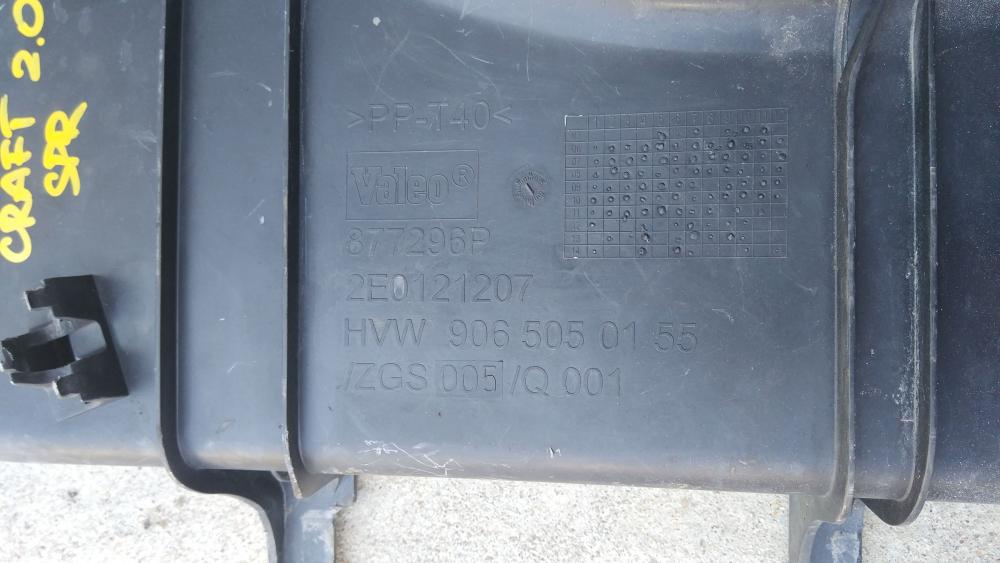 CRAFT 2.0
SPR
>PP-T40<
Valeo®
877296P
2E0121207
HVW 906 505 01 55
/ZGS 005 /Q 001